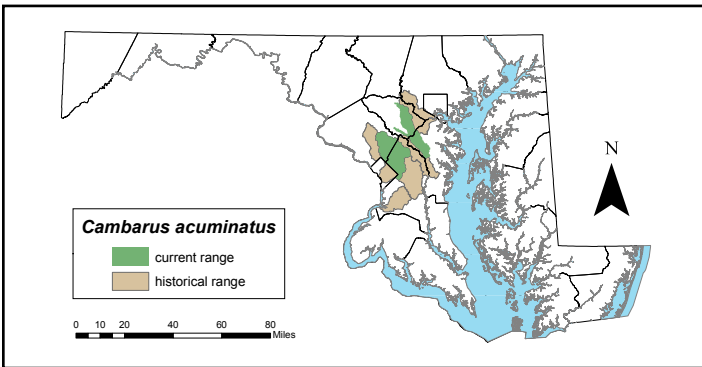 N
Cambarus acuminatus
current range
historical range
0 10 20 40 60 80
Miles